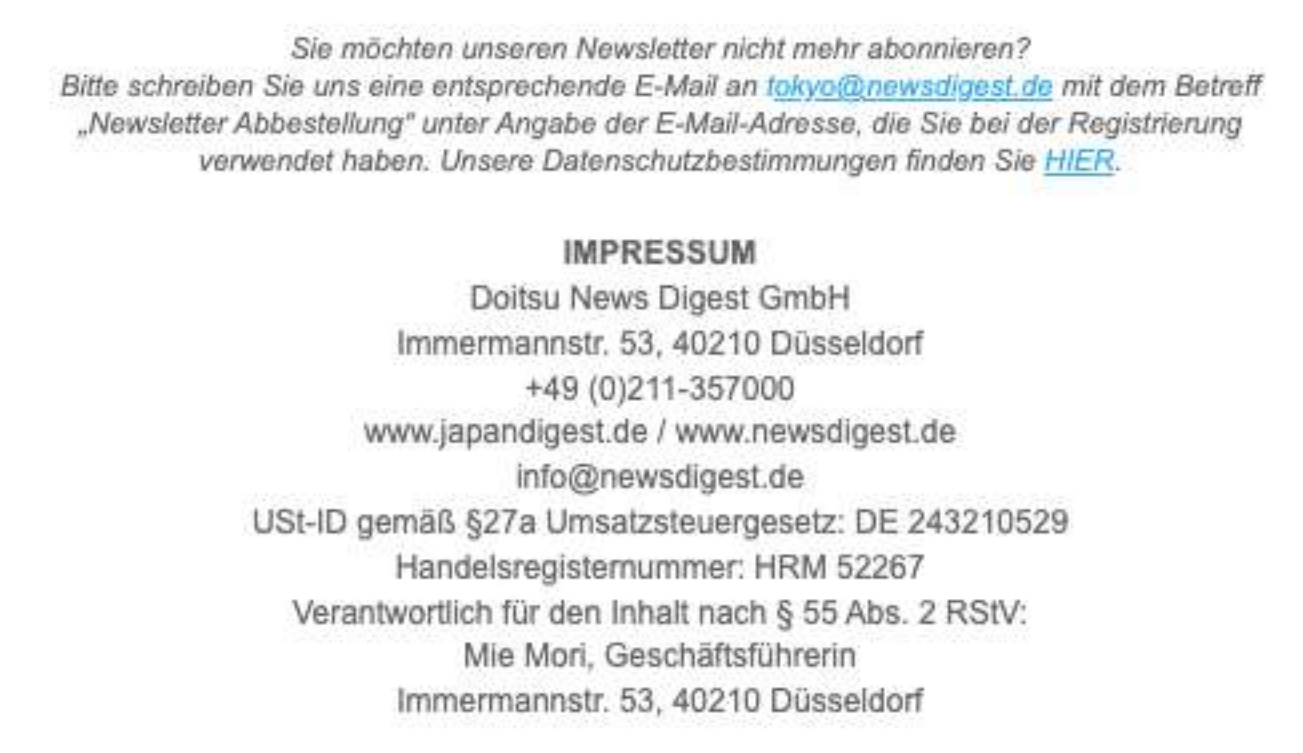 Sie möchten unseren Newsletter nicht mehr abonnieren?
Bitte schreiben Sie uns eine entsprechende E-Mail an tokyo@newsdigest.de mit dem Betreff
„Newsletter Abbestellung" unter Angabe der E-Mail-Adresse, die Sie bei der Registrierung
verwendet haben. Unsere Datenschutzbestimmungen finden Sie HIER.
IMPRESSUM
Doitsu News Digest GmbH
Immermannstr. 53, 40210 Düsseldorf
+49 (0)211-357000
www.japandigest.de / www.newsdigest.de
info@newsdigest.de
USt-ID gemäß §27a Umsatzsteuergesetz: DE 243210529
Handelsregisternummer: HRM 52267
Verantwortlich für den Inhalt nach § 55 Abs. 2 RStV:
Mie Mori, Geschäftsführerin
Immermannstr. 53, 40210 Düsseldorf